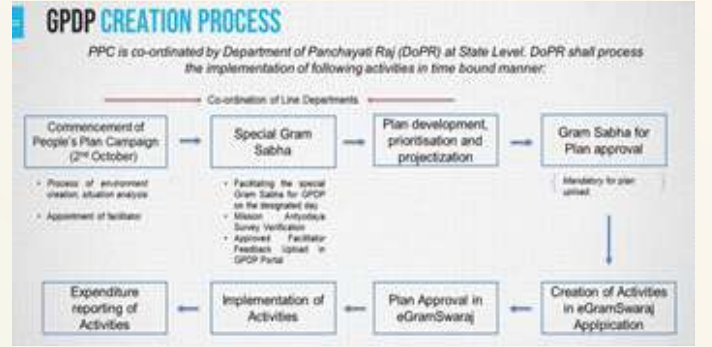 GPDP CREATION PROCESS
PPC is co-ordinated by Department of Panchayati Raj (DoPR) at State Level. DoPR shall process
the implementation of following activities in time bound manner:
Co-ordination of Line Departments
Commencement of
People's Plan Campaign
(2nd October)
Special Gram
Sabha
Plan development,
prioritisation and
projectization
Gram Sabha for
Plan approval
• Process of environment
creation, situation analysis
• Appointment of facilitator
• Facilitating the special
Gram Sabha for GPDP
on the designated day
• Mission Antyodaya
Survey Verification
• Approved Facilitator
Feedback Upload in
GPDP Portal
Mandatory for plan
upload
Expenditure
reporting of
Activities
Implementation of
Activities
Plan Approval in
eGramSwaraj
Creation of Activities
in eGramSwaraj
Appipication